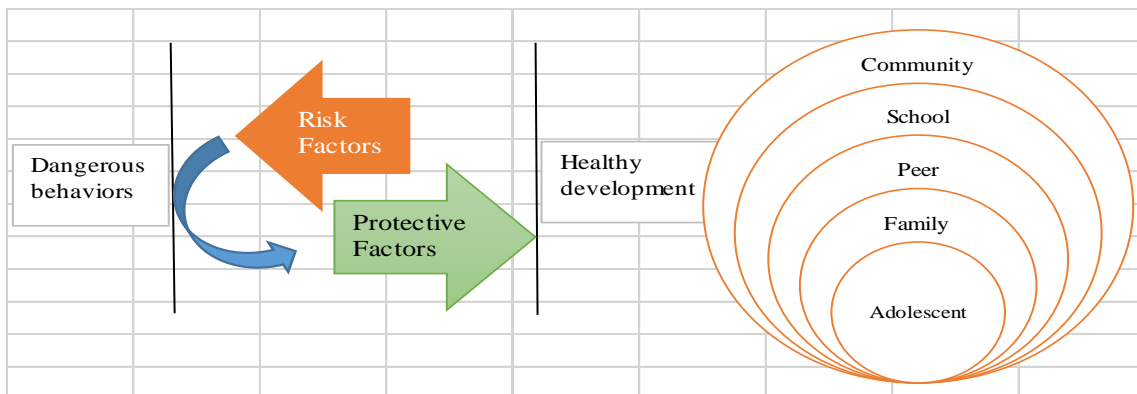 Dangerous
behaviors
Risk
Factors
Protective
Factors
Healthy
development
Community
School
Peer
Family
Adolescent